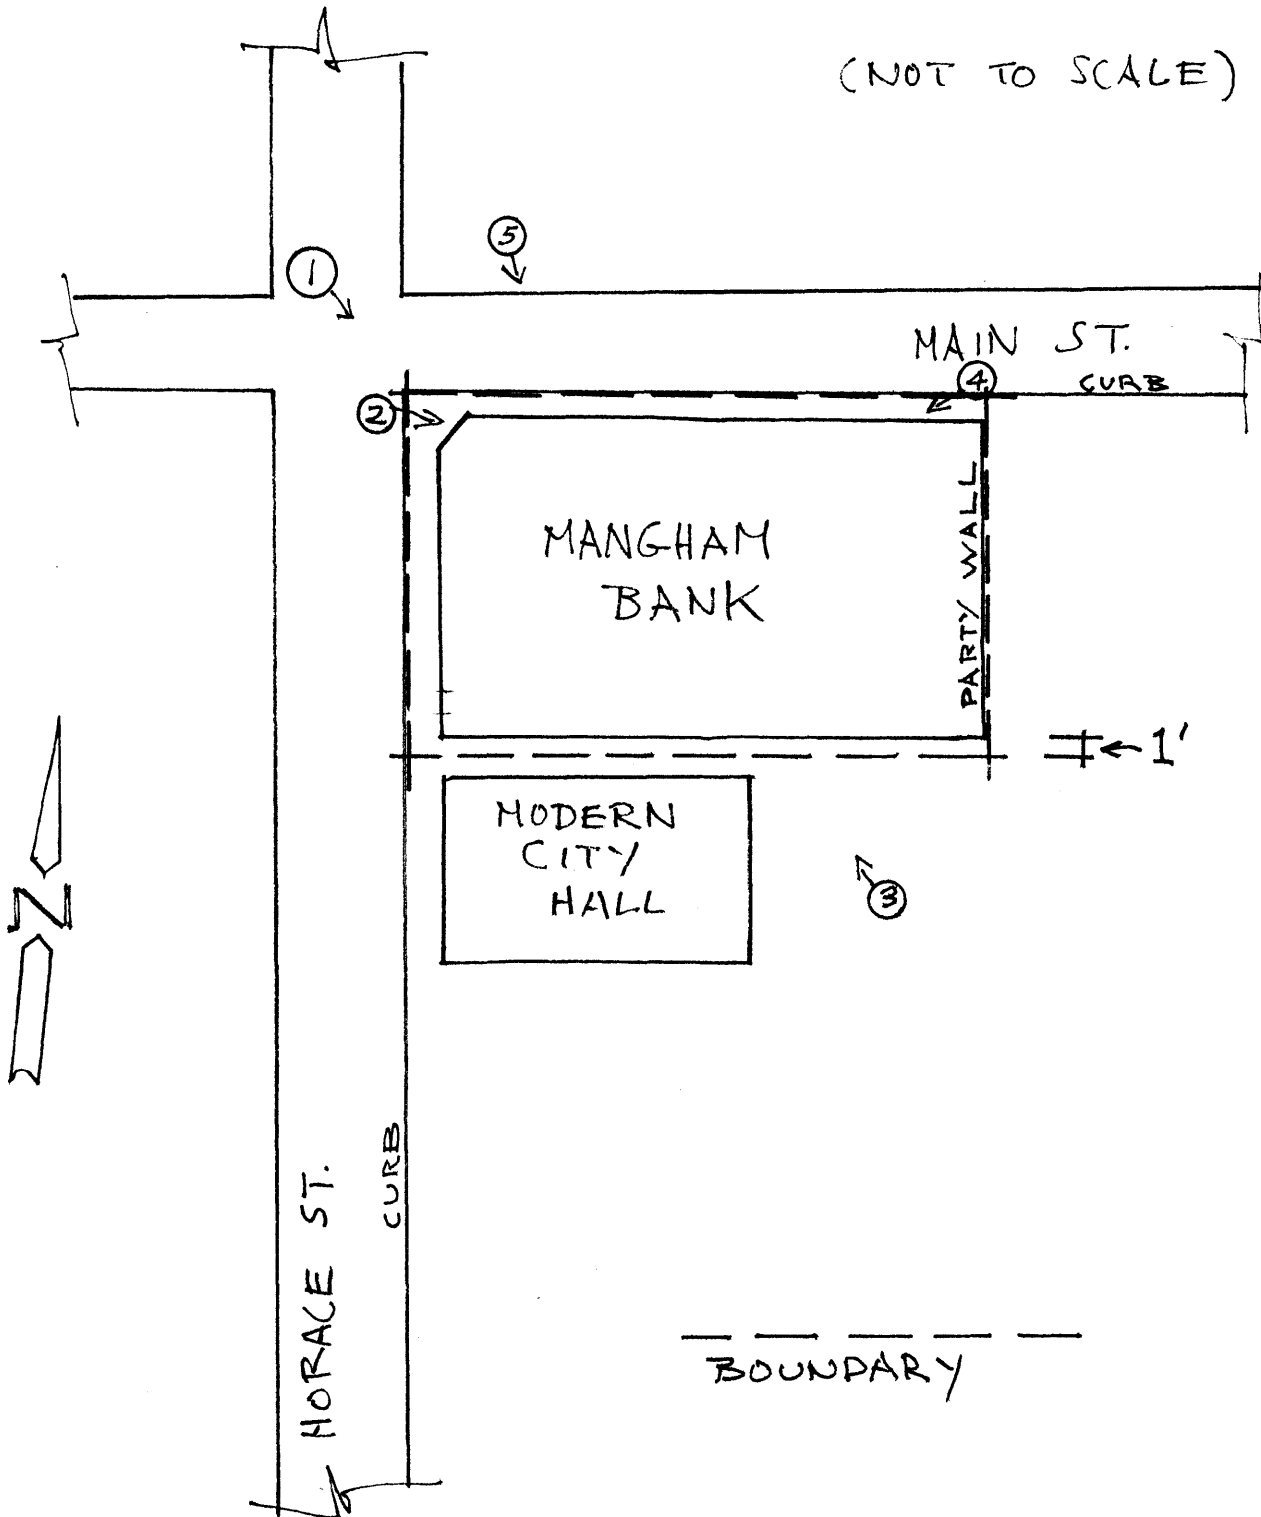 (NOT TO SCALE)
5
1
MAIN ST.
4
CURB
2
MANGHAM
BANK
PARTY WALL
1'
MODERN
CITY
HALL
3
N
CURB
HORACE ST.
BOUNDARY